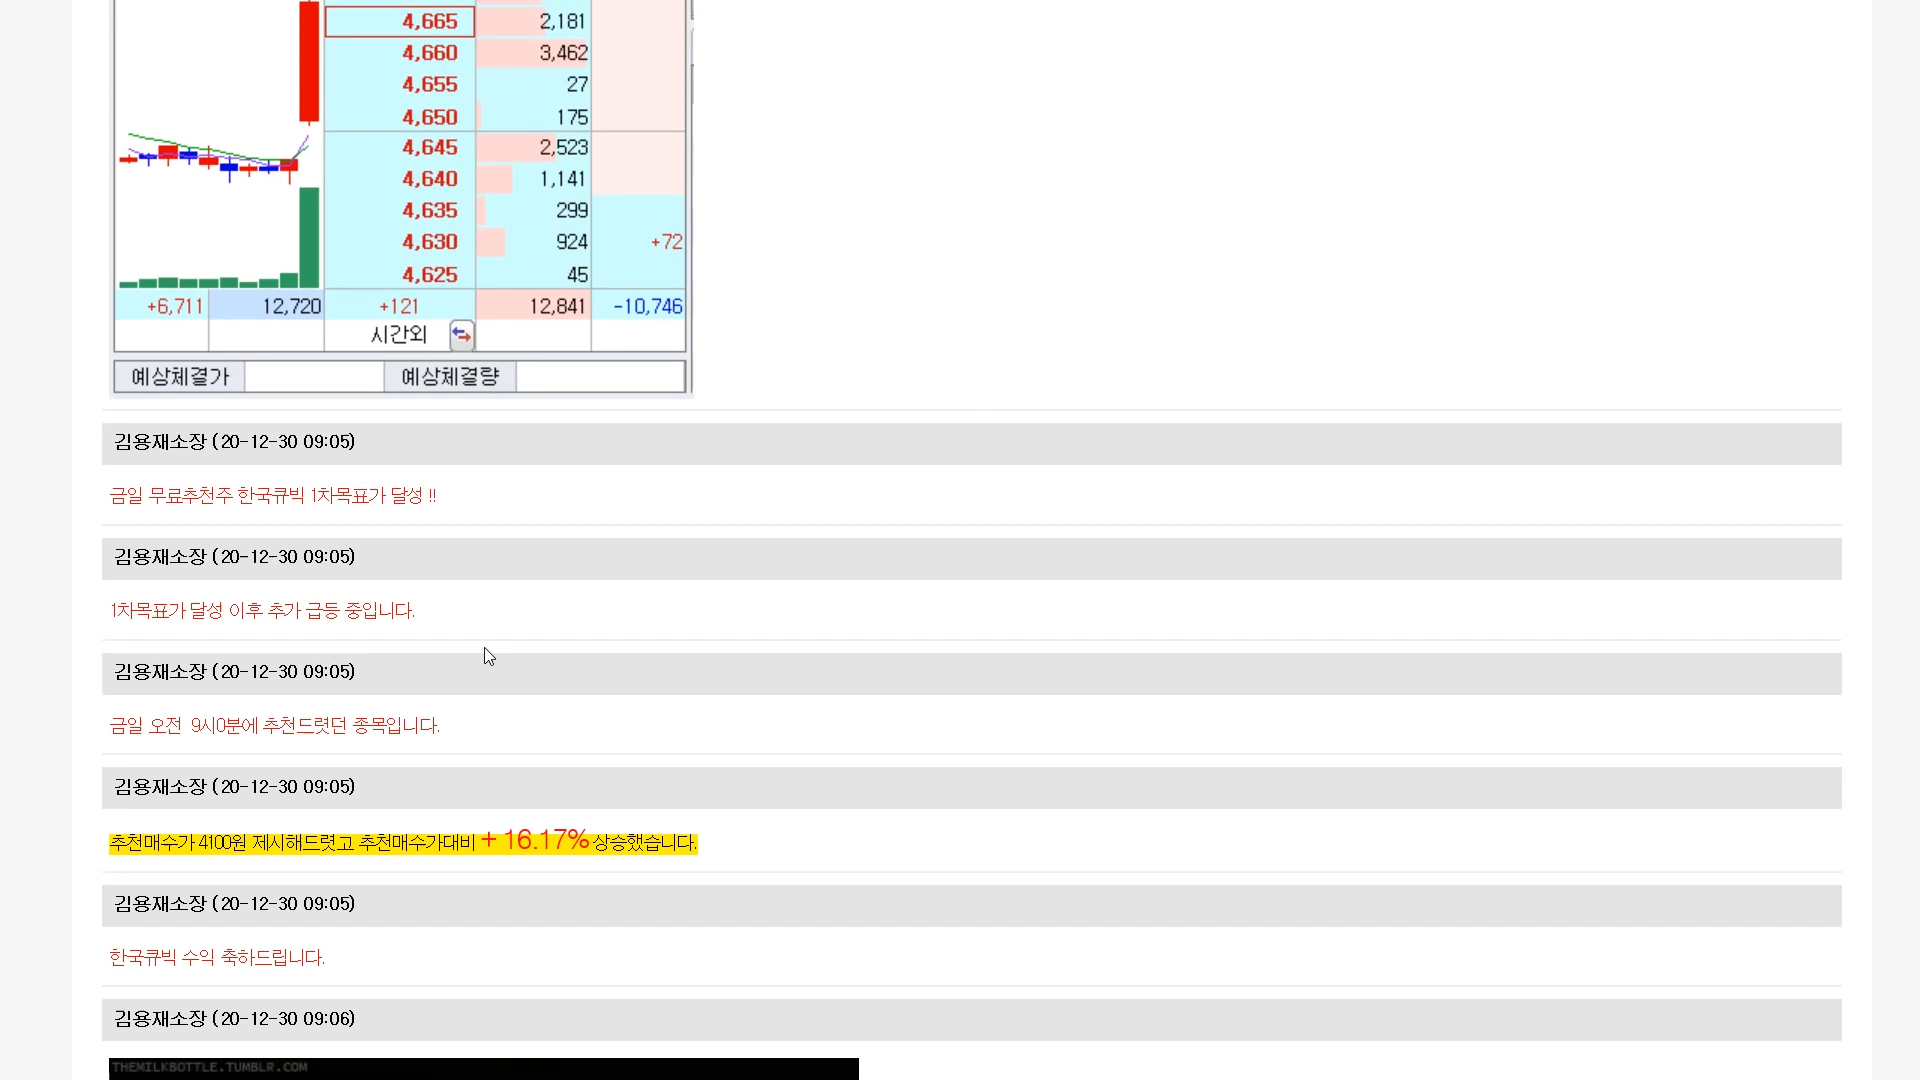 4,665 2,181
4,660 3,462
4,655 27
4,650 175
4,645 2,523
4,640 1,141
4,635 299
4,630 924 +72
4,625 45
+6,711 12,720 +121 12,841 -10,746
시간외
예상체결가 예상체결량
김용재소장 (20-12-30 09:05)
금일 무료추천주 한국큐빅 1차목표가 달성 !!
김용재소장 (20-12-30 09:05)
1차목표가 달성 이후 추가 급등 중입니다.
김용재소장 (20-12-30 09:05)
금일 오전 9시0분에 추천드렷던 종목입니다.
김용재소장 (20-12-30 09:05)
추천매수가 4100원 제시해드렷고 추천매수가대비 + 16.17% 상승했습니다.
김용재소장 (20-12-30 09:05)
한국큐빅 수익 축하드립니다.
김용재소장 (20-12-30 09:06)
THEMILKBOTTLE.TUMBLR.COM